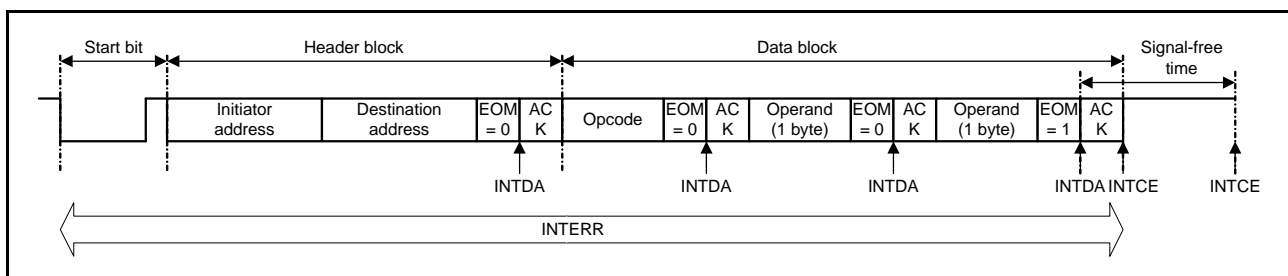 Start bit
Header block
Data block
Signal-free
time
Initiator
address
Destination
address
EOM
= 0
AC
K
Opcode
EOM
= 0
AC
K
Operand
(1 byte)
EOM
= 0
AC
K
Operand
(1 byte)
EOM
= 1
AC
K
INTDA
INTDA
INTDA
INTDA
INTCE
INTCE
INTERR